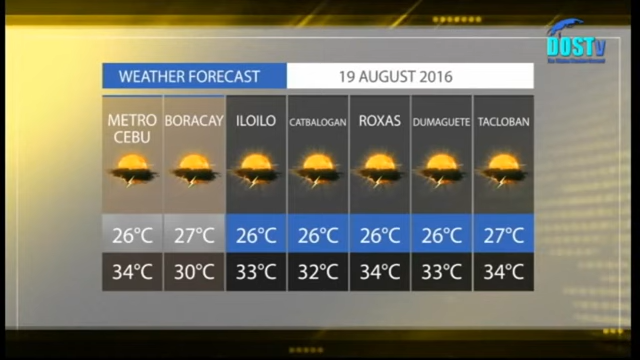 DOSTv
WEATHER FORECAST
19 AUGUST 2016
METRO
CEBU
BORACAY
ILOILO
CATBALOGAN
ROXAS
DUMAGUETE
TACLOBAN
26°C 27°C 26°C 26°C 26°C 26°C 27°C
34°C 30°C 33°C 32°C 34°C 33°C 34°C